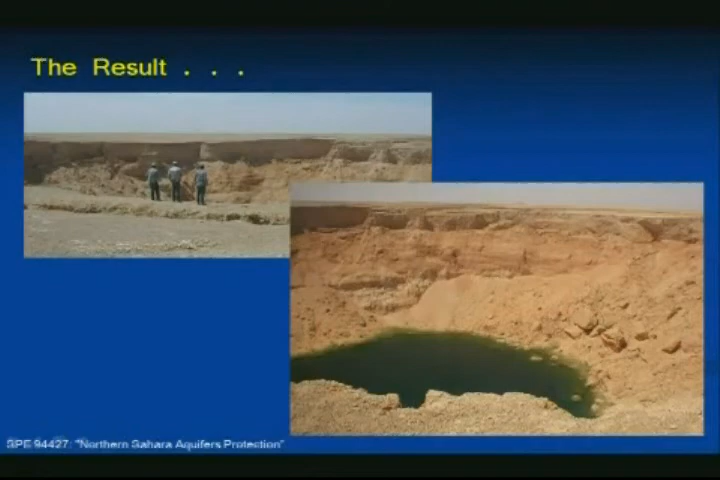 The Result . . .
SPE 94427: "Northern Sahara Aquifers Protection"